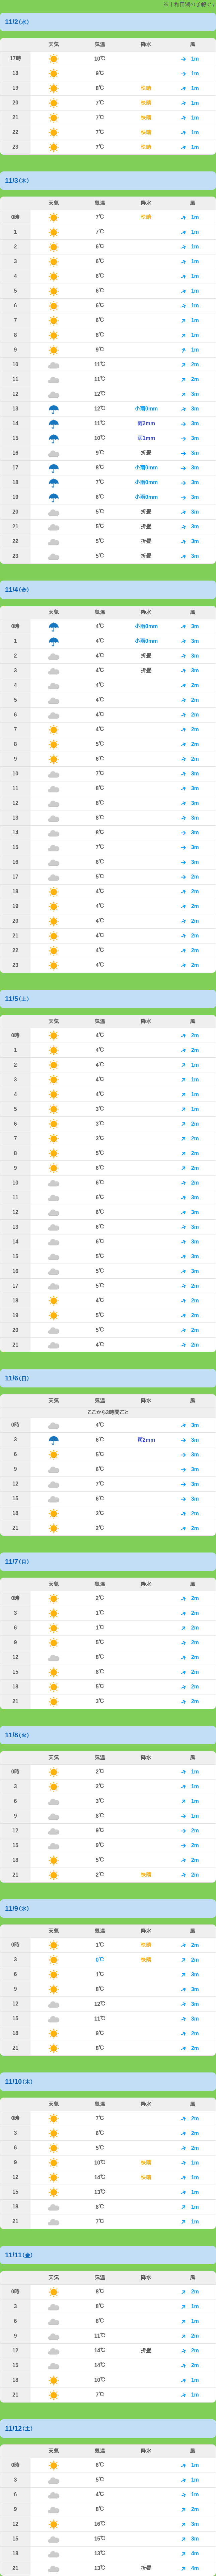 ※十和田湖の予報です
11/2(水)
天気 気温 降水 風
17時 10℃ 1m
18 9℃ 1m
19 8℃ 快晴 1m
20 7℃ 快晴 1m
21 7℃ 快晴 1m
22 7℃ 快晴 1m
23 7℃ 快晴 1m
11/3(木)
天気 気温 降水 風
0時 7℃ 快晴 1m
1 7℃ 1m
2 6℃ 1m
3 6℃ 1m
4 6℃ 1m
5 6℃ 1m
6 6℃ 1m
7 6℃ 1m
8 8℃ 1m
9 9℃ 1m
10 11℃ 2m
11 11℃ 2m
12 12℃ 3m
13 12℃ 小雨0mm 3m
14 11℃ 雨2mm 3m
15 10℃ 雨1mm 3m
16 9℃ 折畳 3m
17 8℃ 小雨0mm 3m
18 7℃ 小雨0mm 3m
19 6℃ 小雨0mm 3m
20 5℃ 折畳 3m
21 5℃ 折畳 3m
22 5℃ 折畳 3m
23 5℃ 折畳 3m
11/4(金)
天気 気温 降水 風
0時 4℃ 小雨0mm 3m
1 4℃ 小雨0mm 3m
2 4℃ 折畳 3m
3 4℃ 折畳 3m
4 4℃ 2m
5 4℃ 2m
6 4℃ 2m
7 4℃ 2m
8 5℃ 2m
9 6℃ 2m
10 7℃ 3m
11 8℃ 3m
12 8℃ 3m
13 8℃ 3m
14 8℃ 3m
15 7℃ 3m
16 6℃ 3m
17 5℃ 2m
18 4℃ 2m
19 4℃ 2m
20 4℃ 2m
21 4℃ 2m
22 4℃ 2m
23 4℃ 2m
11/5(土)
天気 気温 降水 風
0時 4℃ 2m
1 4℃ 2m
2 4℃ 1m
3 4℃ 1m
4 4℃ 1m
5 3℃ 1m
6 3℃ 2m
7 3℃ 2m
8 5℃ 2m
9 6℃ 2m
10 6℃ 2m
11 6℃ 3m
12 6℃ 3m
13 6℃ 3m
14 6℃ 3m
15 5℃ 3m
16 5℃ 3m
17 5℃ 2m
18 4℃ 2m
19 5℃ 2m
20 5℃ 2m
21 4℃ 2m
11/6(日)
天気 気温 降水 風
ここから3時間ごと
0時 4℃ 3m
3 6℃ 雨2mm 3m
6 5℃ 3m
9 6℃ 3m
12 7℃ 3m
15 6℃ 3m
18 3℃ 2m
21 2℃ 2m
11/7(月)
天気 気温 降水 風
0時 2℃ 2m
3 1℃ 2m
6 1℃ 2m
9 5℃ 2m
12 8℃ 2m
15 8℃ 2m
18 5℃ 2m
21 3℃ 2m
11/8(火)
天気 気温 降水 風
0時 2℃ 2m
3 2℃ 2m
6 3℃ 1m
9 8℃ 1m
12 9℃ 2m
15 9℃ 2m
18 5℃ 2m
21 2℃ 快晴 2m
11/9(水)
天気 気温 降水 風
0時 1℃ 快晴 2m
3 0℃ 快晴 2m
6 1℃ 3m
9 8℃ 3m
12 12℃ 3m
15 11℃ 3m
18 9℃ 2m
21 8℃ 2m
11/10(木)
天気 気温 降水 風
0時 7℃ 2m
3 6℃ 2m
6 5℃ 2m
9 10℃ 快晴 1m
12 14℃ 快晴 1m
15 13℃ 1m
18 8℃ 1m
21 7℃ 1m
11/11(金)
天気 気温 降水 風
0時 8℃ 2m
3 8℃ 1m
6 8℃ 1m
9 11℃ 2m
12 14℃ 折畳 2m
15 14℃ 2m
18 10℃ 1m
21 7℃ 1m
11/12(土)
天気 気温 降水 風
0時 6℃ 1m
3 5℃ 1m
6 4℃ 1m
9 8℃ 2m
12 16℃ 3m
15 15℃ 3m
18 13℃ 4m
21 13℃ 折畳 4m